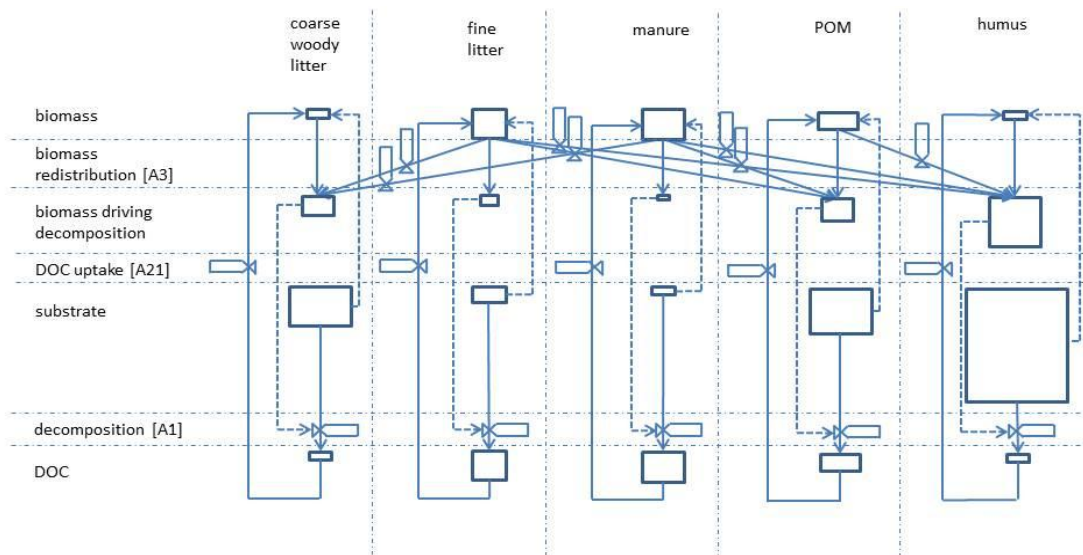 coarse
woody
litter
fine
litter
manure
POM
humus
biomass
biomass
redistribution [A3]
biomass driving
decomposition
DOC uptake [A21]
substrate
decomposition [A1]
DOC